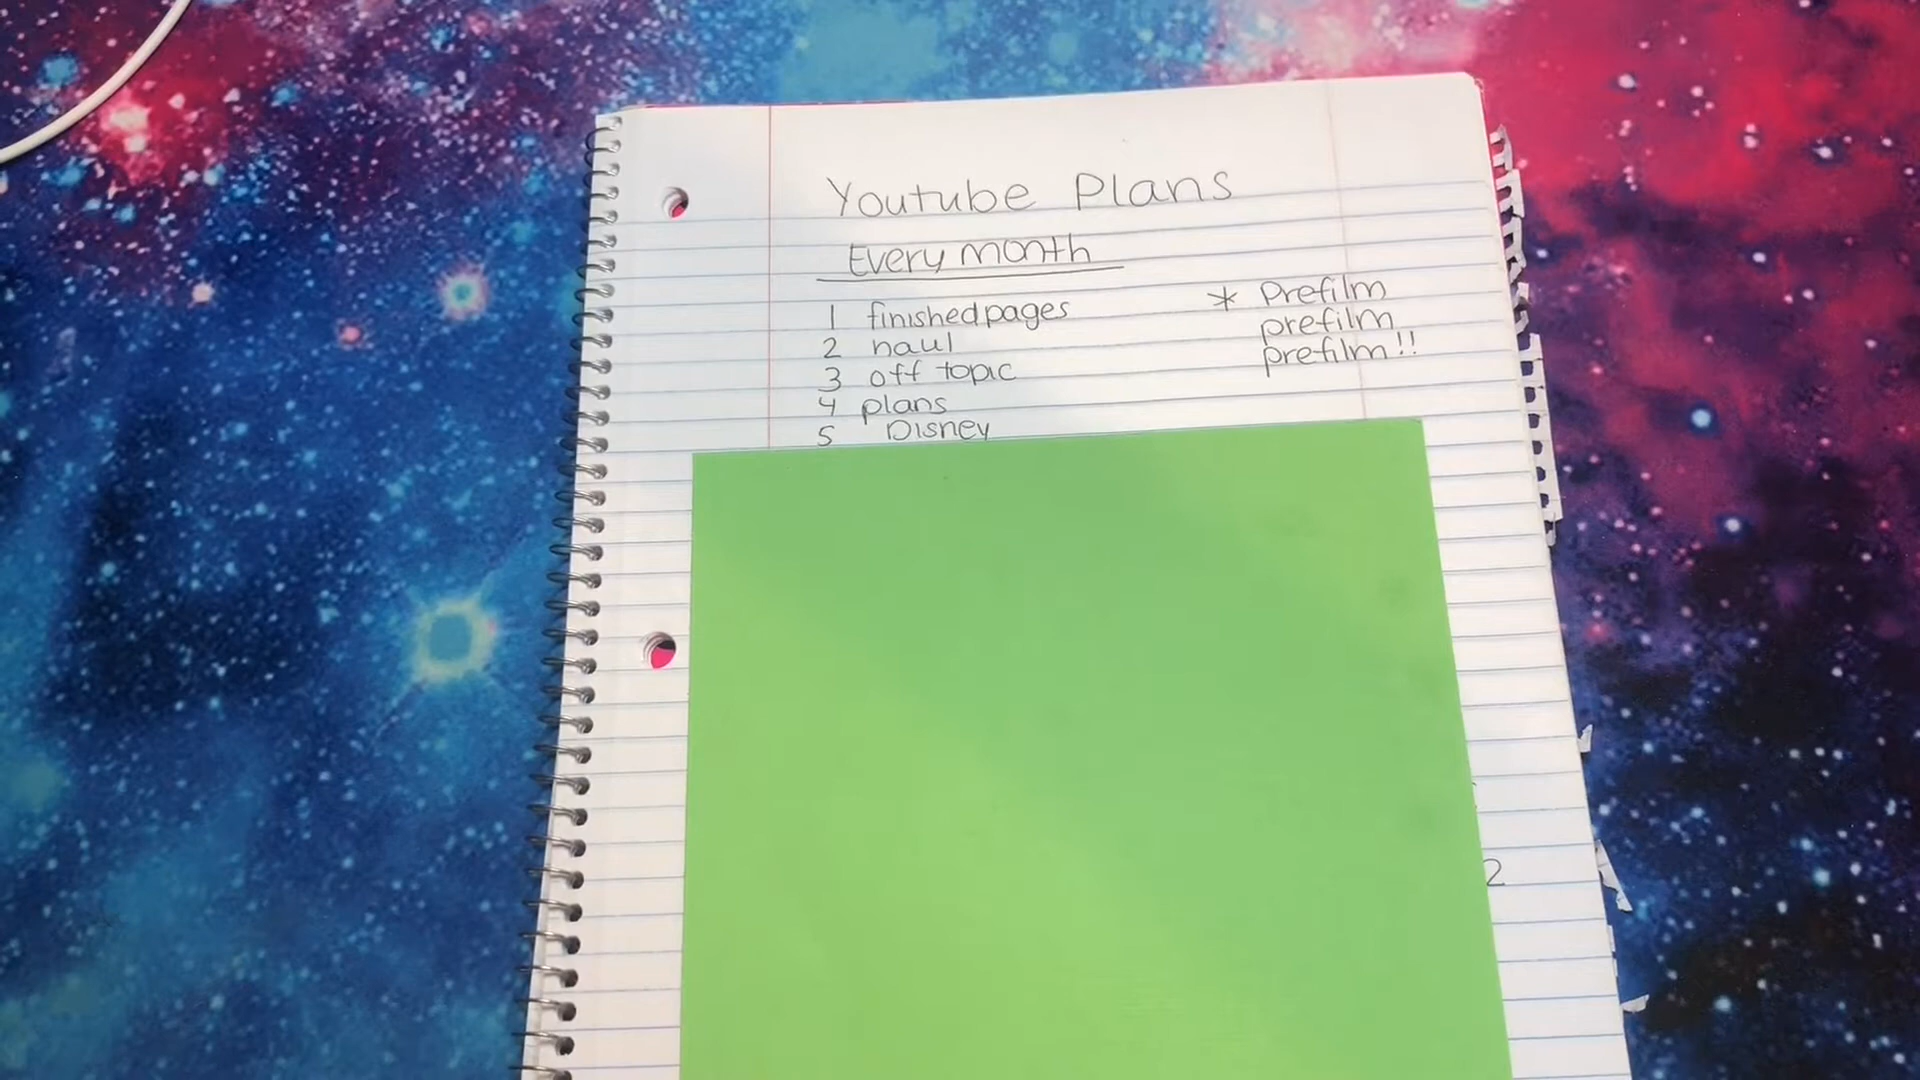 Youtube Plans
Every month
1 finished pages
2 haul
3 off topic
4 plans
5 Disney
* Prefilm
prefilm
prefilm!!
2